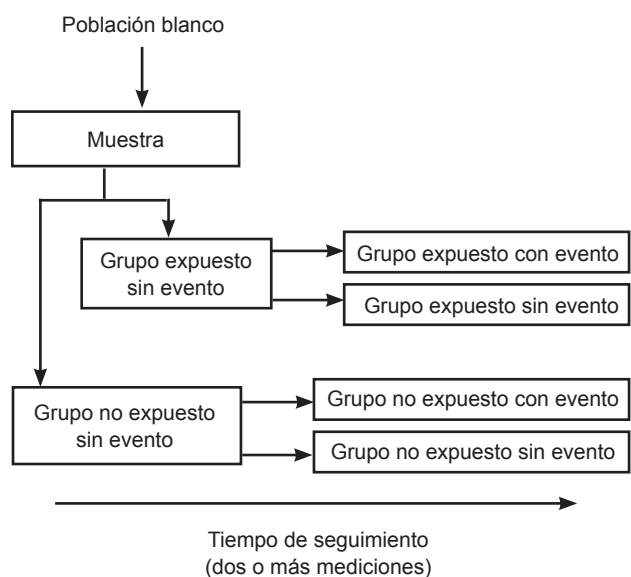 Población blanco
Muestra
Grupo expuesto
sin evento
Grupo expuesto con evento
Grupo expuesto sin evento
Grupo no expuesto
sin evento
Grupo no expuesto con evento
Grupo no expuesto sin evento
Tiempo de seguimiento
(dos o más mediciones)